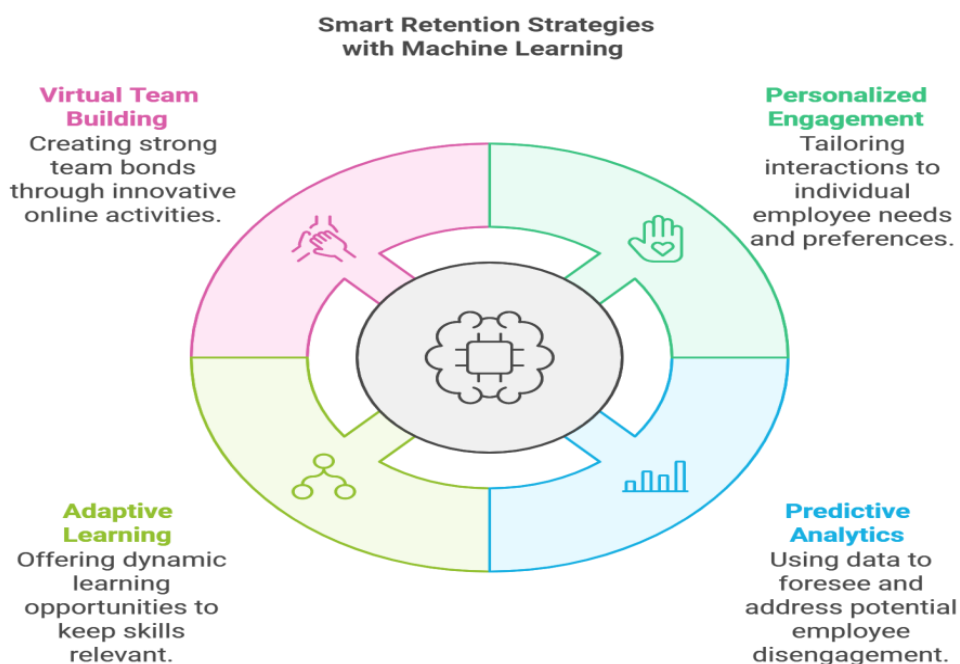 Smart Retention Strategies
with Machine Learning
Virtual Team
Building
Creating strong
team bonds
through innovative
online activities.
Personalized
Engagement
Tailoring
interactions to
individual
employee needs
and preferences.
Adaptive
Learning
Offering dynamic
learning
opportunities to
keep skills
relevant.
Predictive
Analytics
Using data to
foresee and
address potential
employee
disengagement.